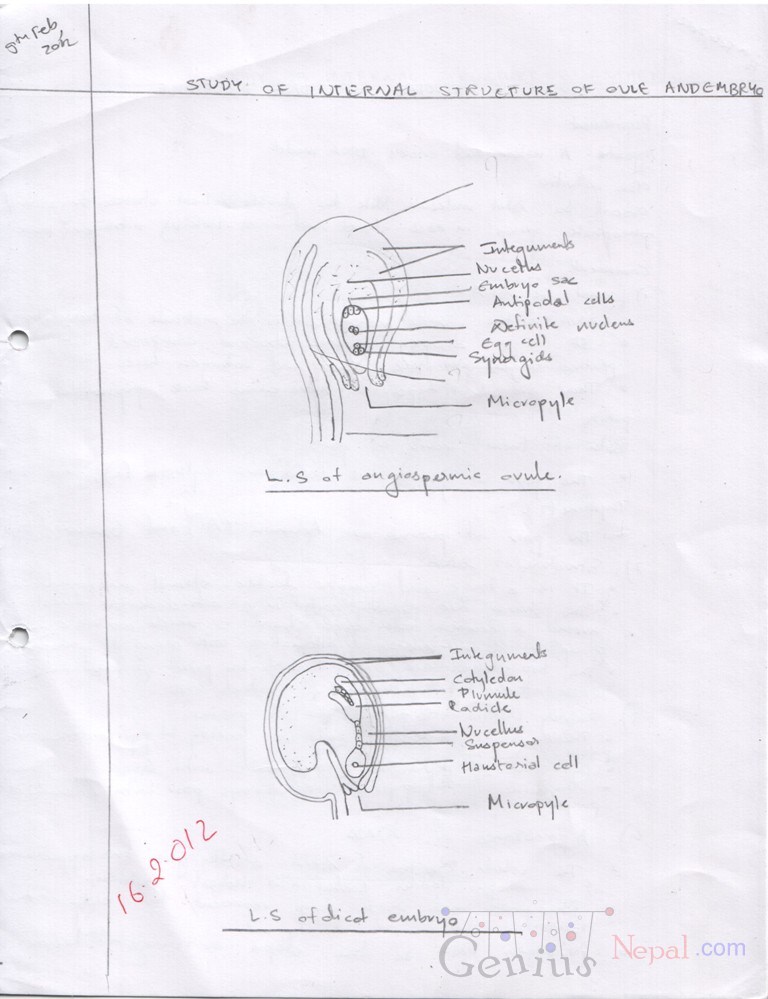 9th Feb,
2012
STUDY OF INTERNAL STRUCTURE OF OULE AND EMBRYO
?
Integuments
Nucellus
Embryo sac
Antipodal cells
Definite nucleus
Egg cell
Synergids
?
Micropyle
L.S of angiospermic ovule.
Integuments
Cotyledon
Plumule
Radicle
Nucellus
Suspensor
Haustorial cell
Micropyle
16.2.012
L.S of dicot embryo
Genius Nepal.com